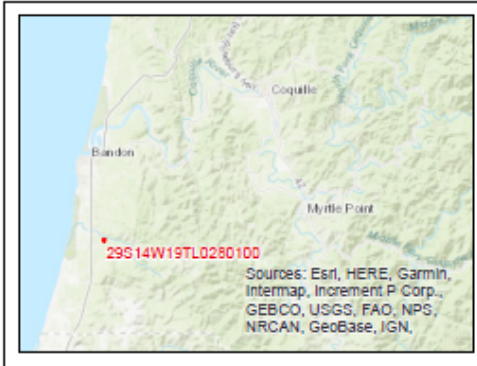 Coquille
Bandon
Myrtle Point
42
29S14W19TL0280100
Sources: Esri, HERE, Garmin,
Intermap, Increment P Corp.,
GEBCO, USGS, FAO, NPS,
NRCAN, GeoBase, IGN,